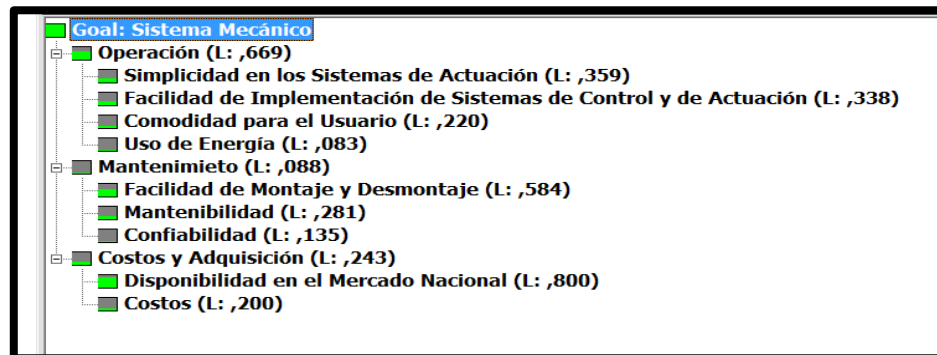 Goal: Sistema Mecánico
Operación (L: ,669)
Simplicidad en los Sistemas de Actuación (L: ,359)
Facilidad de Implementación de Sistemas de Control y de Actuación (L: ,338)
Comodidad para el Usuario (L: ,220)
Uso de Energía (L: ,083)
Mantenimieto (L: ,088)
Facilidad de Montaje y Desmontaje (L: ,584)
Mantenibilidad (L: ,281)
Confiabilidad (L: ,135)
Costos y Adquisición (L: ,243)
Disponibilidad en el Mercado Nacional (L: ,800)
Costos (L: ,200)